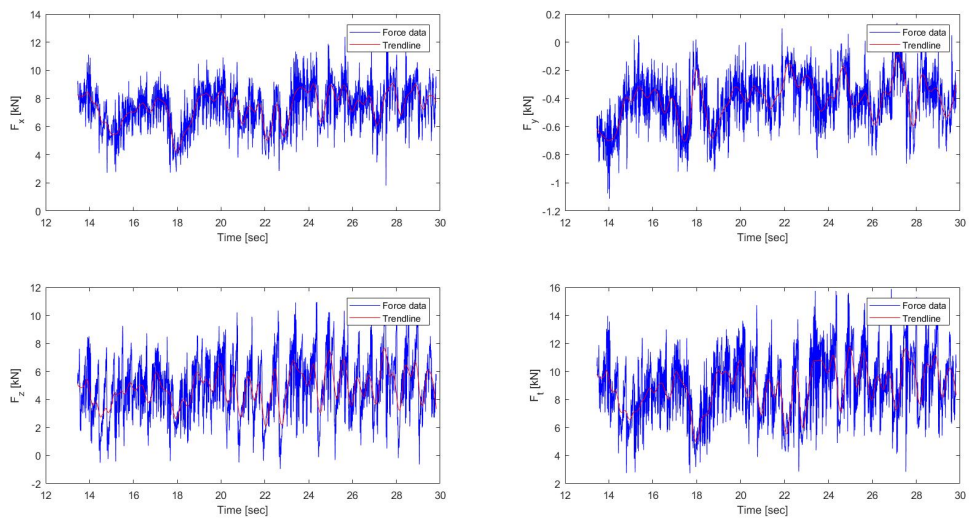 14
12
10
8
6
4
2
0
F_x [kN]
12 14 16 18 20 22 24 26 28 30
Time [sec]
Force data
Trendline
0.2
0
-0.2
-0.4
-0.6
-0.8
-1
-1.2
F_y [kN]
12 14 16 18 20 22 24 26 28 30
Time [sec]
Force data
Trendline
12
10
8
6
4
2
0
-2
F_z [kN]
12 14 16 18 20 22 24 26 28 30
Time [sec]
Force data
Trendline
16
14
12
10
8
6
4
2
F_t [kN]
12 14 16 18 20 22 24 26 28 30
Time [sec]
Force data
Trendline